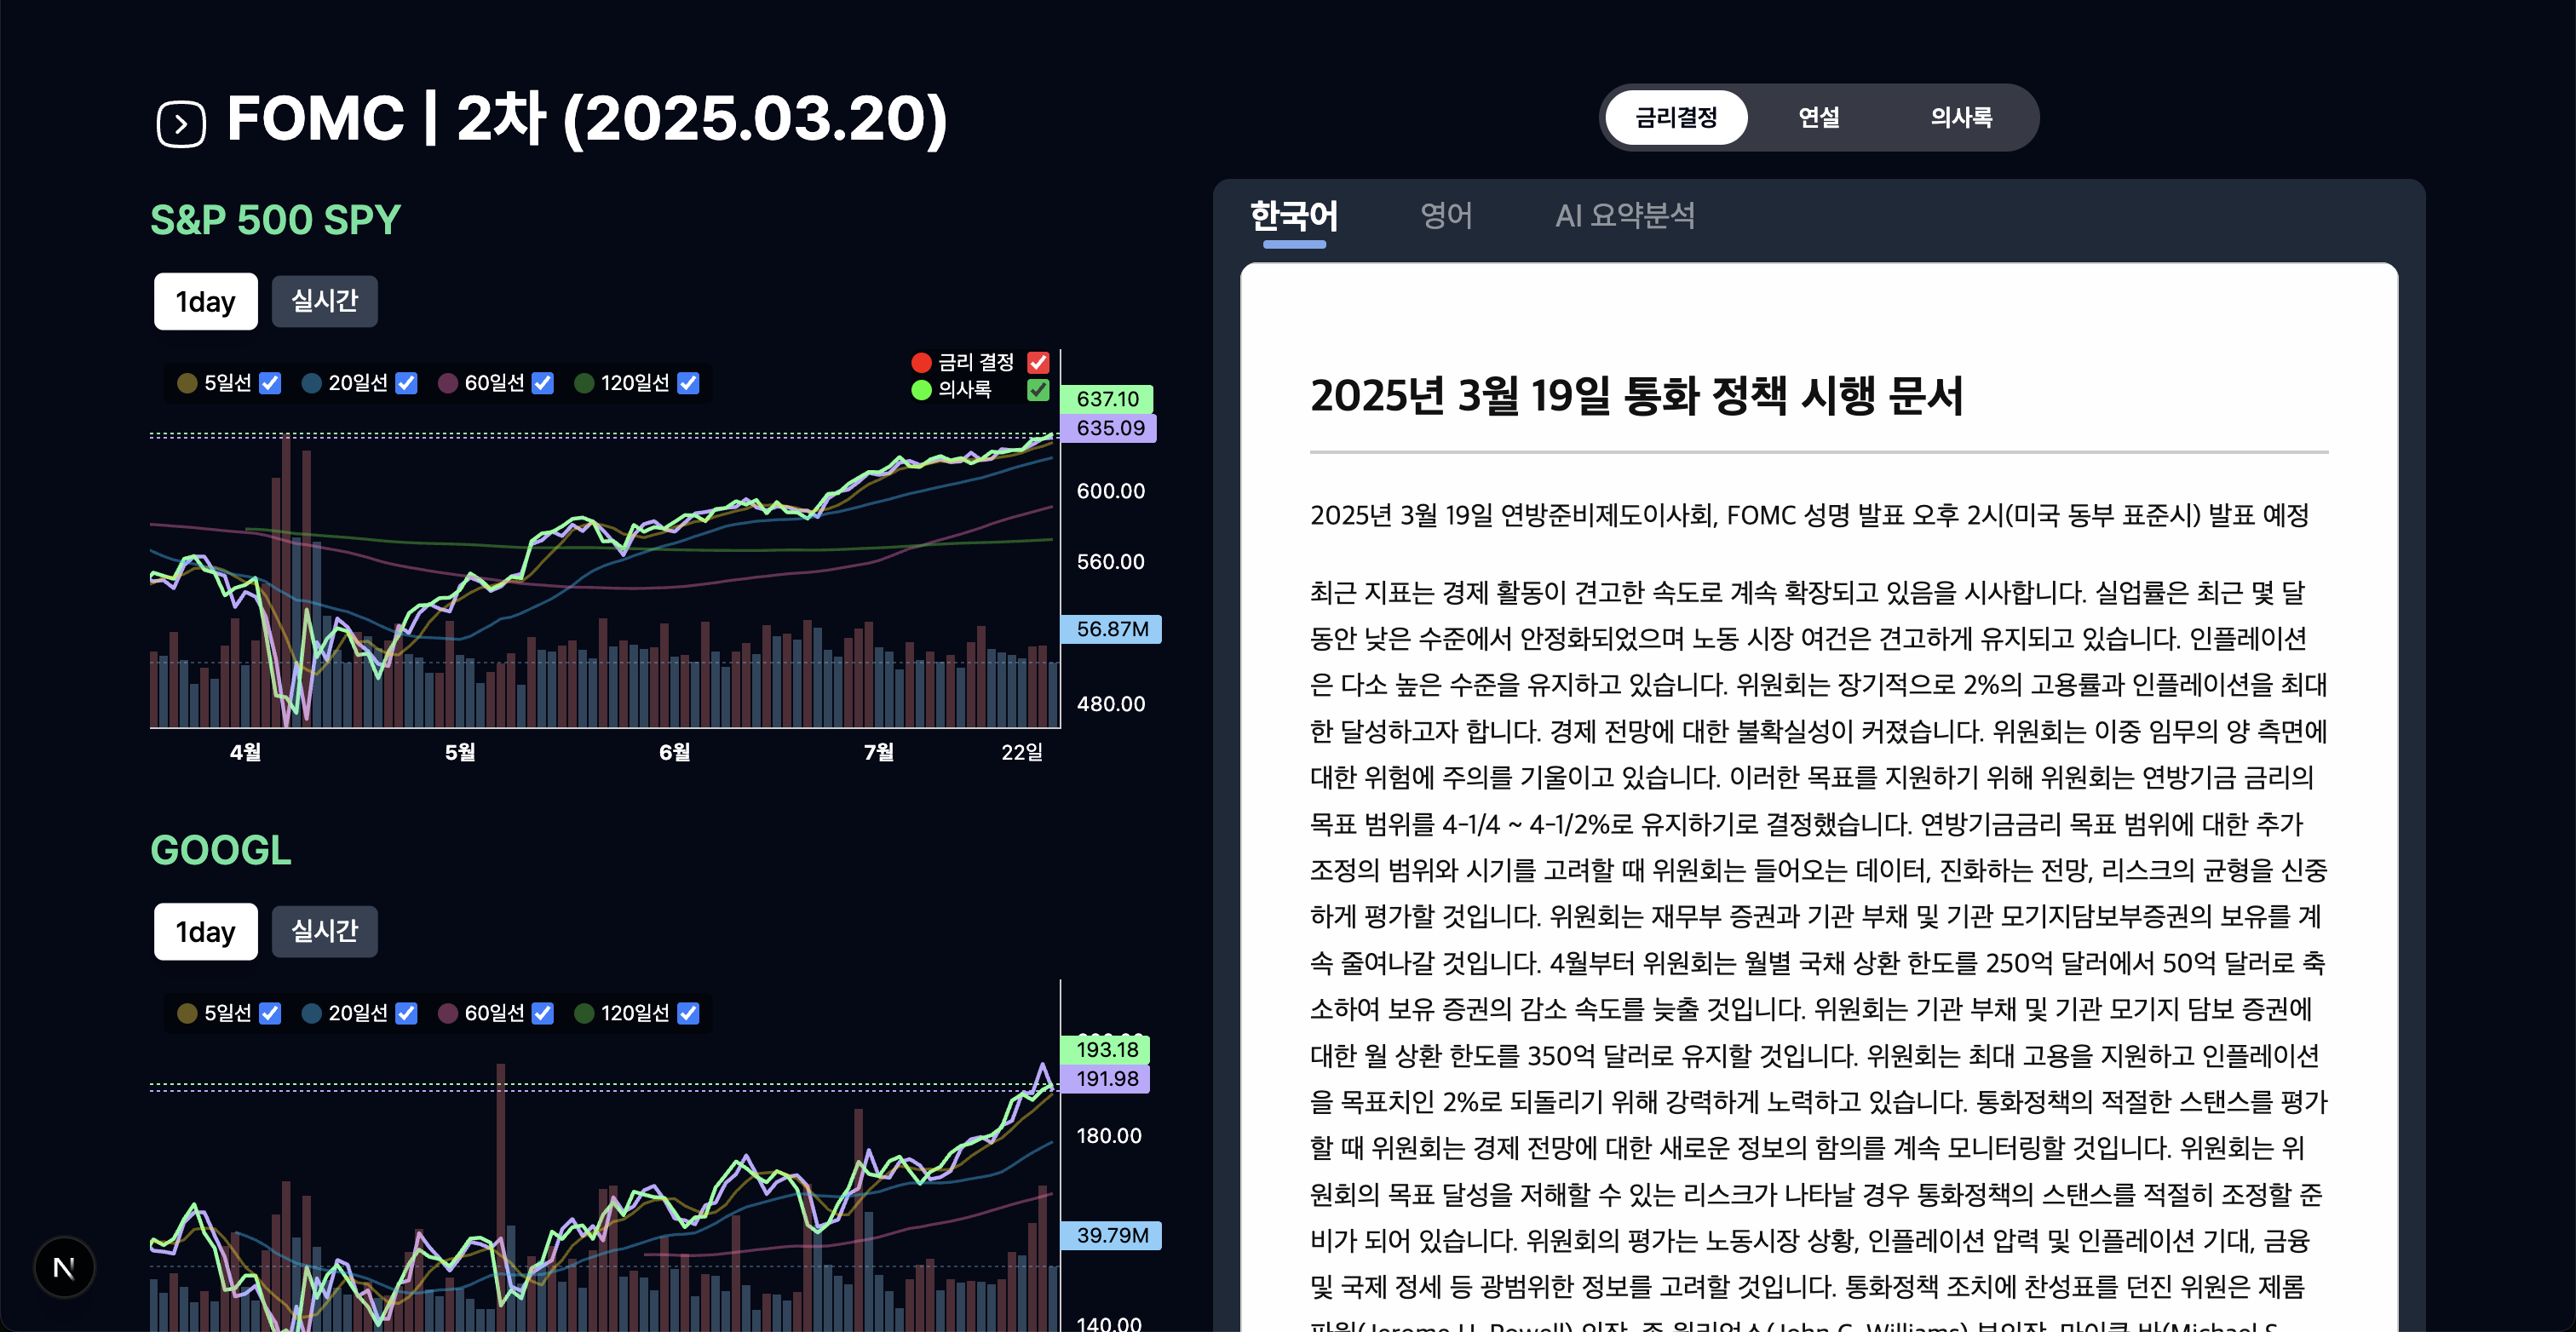 FOMC | 2차 (2025.03.20)
금리결정 연설 의사록
S&P 500 SPY
1day 실시간
5일선 20일선 60일선 120일선
금리 결정
의사록
637.10
635.09
600.00
560.00
56.87M
480.00
4월 5월 6월 7월 22일
GOOGL
1day 실시간
5일선 20일선 60일선 120일선
193.18
191.98
180.00
39.79M
140.00
N
한국어 영어 AI 요약분석
2025년 3월 19일 통화 정책 시행 문서
2025년 3월 19일 연방준비제도이사회, FOMC 성명 발표 오후 2시(미국 동부 표준시) 발표 예정
최근 지표는 경제 활동이 견고한 속도로 계속 확장되고 있음을 시사합니다. 실업률은 최근 몇 달
동안 낮은 수준에서 안정화되었으며 노동 시장 여건은 견고하게 유지되고 있습니다. 인플레이션
은 다소 높은 수준을 유지하고 있습니다. 위원회는 장기적으로 2%의 고용률과 인플레이션을 최대
한 달성하고자 합니다. 경제 전망에 대한 불확실성이 커졌습니다. 위원회는 이중 임무의 양 측면에
대한 위험에 주의를 기울이고 있습니다. 이러한 목표를 지원하기 위해 위원회는 연방기금 금리의
목표 범위를 4-1/4 ~ 4-1/2%로 유지하기로 결정했습니다. 연방기금금리 목표 범위에 대한 추가
조정의 범위와 시기를 고려할 때 위원회는 들어오는 데이터, 진화하는 전망, 리스크의 균형을 신중
하게 평가할 것입니다. 위원회는 재무부 증권과 기관 부채 및 기관 모기지담보부증권의 보유를 계
속 줄여나갈 것입니다. 4월부터 위원회는 월별 국채 상환 한도를 250억 달러에서 50억 달러로 축
소하여 보유 증권의 감소 속도를 늦출 것입니다. 위원회는 기관 부채 및 기관 모기지 담보 증권에
대한 월 상환 한도를 350억 달러로 유지할 것입니다. 위원회는 최대 고용을 지원하고 인플레이션
을 목표치인 2%로 되돌리기 위해 강력하게 노력하고 있습니다. 통화정책의 적절한 스탠스를 평가
할 때 위원회는 경제 전망에 대한 새로운 정보의 함의를 계속 모니터링할 것입니다. 위원회는 위
원회의 목표 달성을 저해할 수 있는 리스크가 나타날 경우 통화정책의 스탠스를 적절히 조정할 준
비가 되어 있습니다. 위원회의 평가는 노동시장 상황, 인플레이션 압력 및 인플레이션 기대, 금융
및 국제 정세 등 광범위한 정보를 고려할 것입니다. 통화정책 조치에 찬성표를 던진 위원은 제롬
파월(Jerome H. Powell) 의장, 존 윌리엄스(John C. Williams) 부의장, 마이클 바(Michael S.